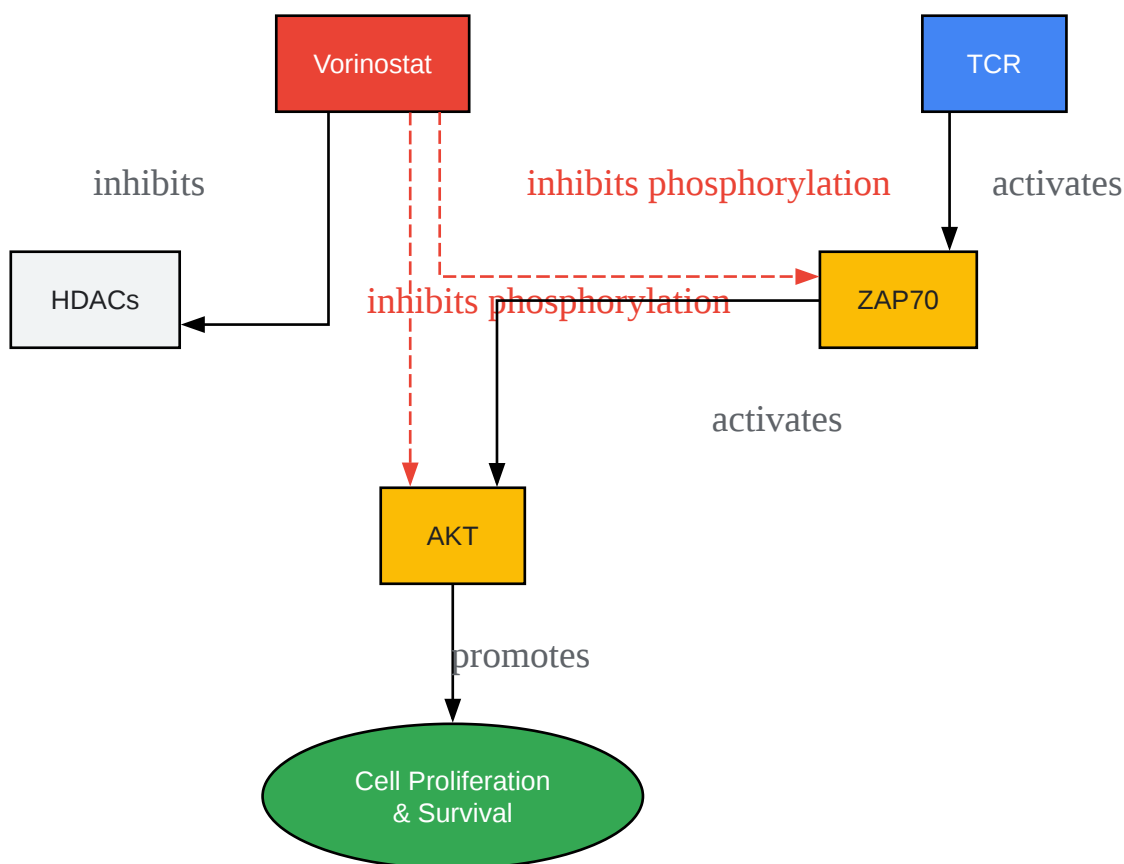 Vorinostat
TCR
inhibits
inhibits phosphorylation
activates
HDACs
inhibits phosphorylation
ZAP70
activates
AKT
promotes
Cell Proliferation
& Survival